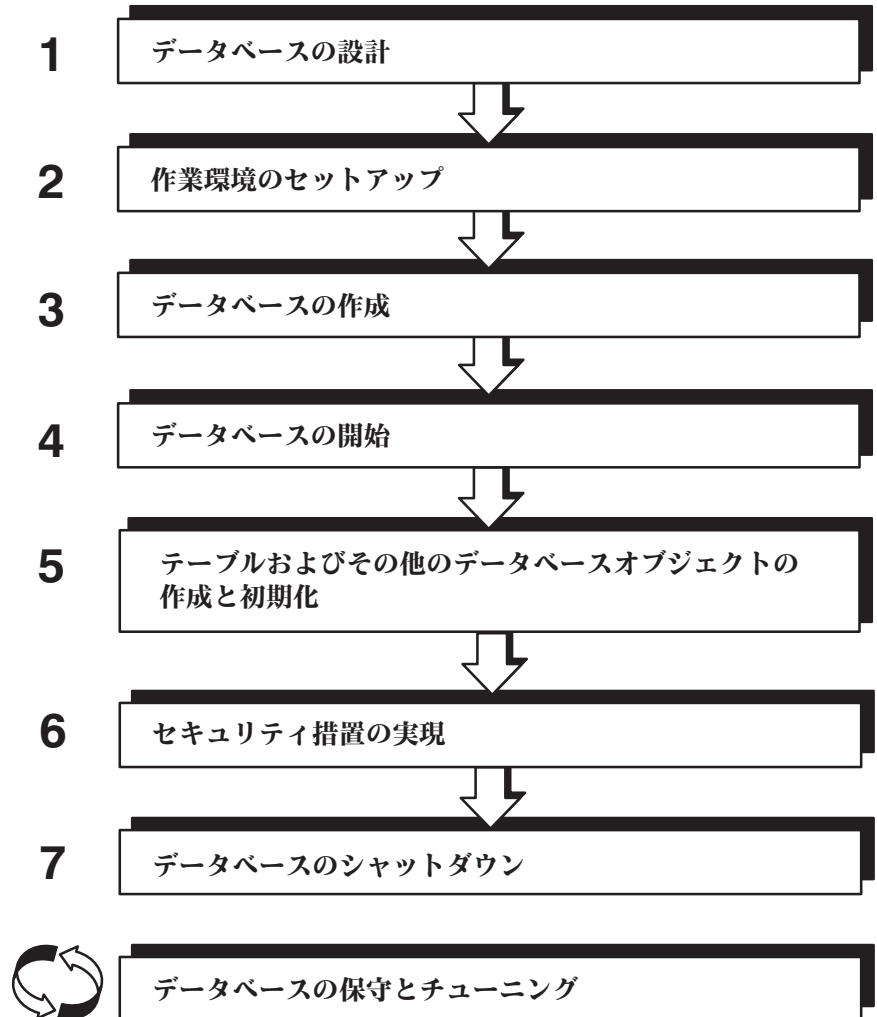 1 データベースの設計
2 作業環境のセットアップ
3 データベースの作成
4 データベースの開始
5 テーブルおよびその他のデータベースオブジェクトの
作成と初期化
6 セキュリティ措置の実現
7 データベースのシャットダウン
データベースの保守とチューニング